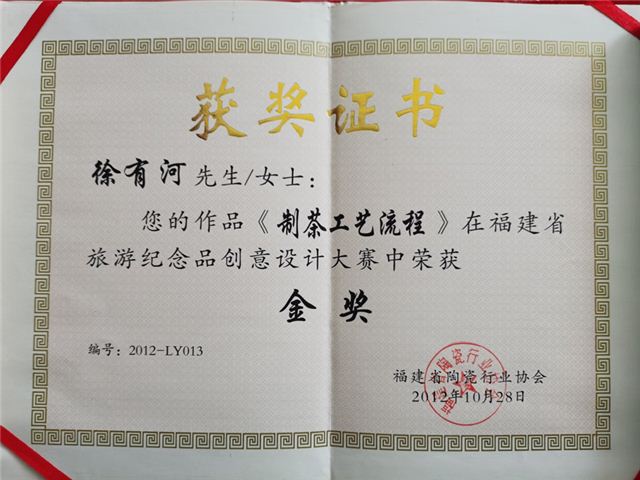 获奖证书
徐有河先生/女士：
您的作品《制茶工艺流程》在福建省
旅游纪念品创意设计大赛中荣获
金奖
编号：2012-LY013
福建省陶瓷行业协会
2012年10月28日